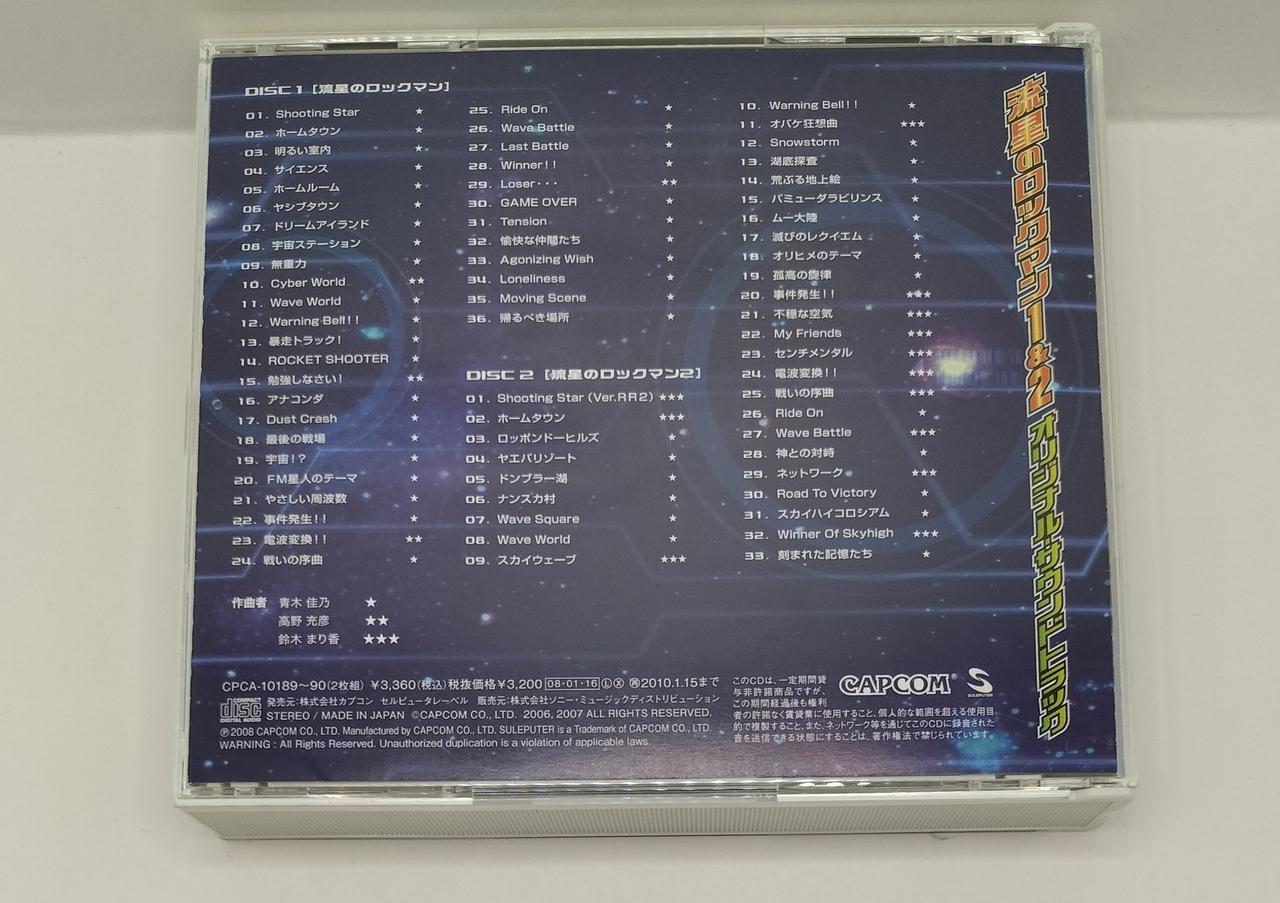 DISC 1 [流星のロックマン]
01. Shooting Star ★
02. ホームタウン ★
03. 明るい室内 ★
04. サイエンス ★
05. ホームルーム ★
06. ヤシブタウン ★
07. ドリームアイランド ★
08. 宇宙ステーション ★
09. 無重力 ★
10. Cyber World ★★
11. Wave World ★
12. Warning Bell!! ★
13. 暴走トラック! ★
14. ROCKET SHOOTER ★
15. 勉強しなさい! ★★
16. アナコンダ ★
17. Dust Crash ★
18. 最後の戦場 ★
19. 宇宙!? ★
20. FM星人のテーマ ★
21. やさしい周波数 ★
22. 事件発生!! ★
23. 電波変換!! ★★
24. 戦いの序曲 ★
25. Ride On ★
26. Wave Battle ★
27. Last Battle ★
28. Winner!! ★
29. Loser・・・ ★★
30. GAME OVER ★
31. Tension ★
32. 愉快な仲間たち ★
33. Agonizing Wish ★
34. Loneliness ★
35. Moving Scene ★
36. 帰るべき場所 ★
DISC 2 [流星のロックマン2]
01. Shooting Star (Ver.RR2) ★★★
02. ホームタウン ★★★
03. ロッポンドーヒルズ ★
04. ヤエバリゾート ★
05. ドンブラー湖 ★
06. ナンスカ村 ★
07. Wave Square ★
08. Wave World ★
09. スカイウェーブ ★★★
10. Warning Bell!! ★
11. オバケ狂想曲 ★★★
12. Snowstorm ★
13. 湖底探査 ★
14. 荒ぶる地上絵 ★
15. バミューダラビリンス ★
16. ムー大陸 ★
17. 滅びのレクイエム ★
18. オリヒメのテーマ ★
19. 孤高の旋律 ★
20. 事件発生!! ★★★
21. 不穏な空気 ★★★
22. My Friends ★★★
23. センチメンタル ★★★
24. 電波変換!! ★★★
25. 戦いの序曲 ★★★
26. Ride On ★
27. Wave Battle ★★★
28. 神との対峙 ★
29. ネットワーク ★★★
30. Road To Victory ★
31. スカイハイコロシアム ★
32. Winner Of Skyhigh ★★★
33. 刻まれた記憶たち ★
流星のロックマン1&2 オリジナル・サウンドトラック
作曲者 青木 佳乃 ★
高野 充彦 ★★
鈴木 まり香 ★★★
CPCA-10189〜90(2枚組) ¥3,360(税込)税抜価格¥3,200 08・01・16 Ⓛ Ⓧ 再2010.1.15まで
COMPACT disc DIGITAL AUDIO
発売元:株式会社カプコン セルピュータレーベル 販売元:株式会社ソニー・ミュージックディストリビューション
STEREO / MADE IN JAPAN ©CAPCOM CO., LTD. 2006, 2007 ALL RIGHTS RESERVED.
℗2008 CAPCOM CO., LTD. Manufactured by CAPCOM CO., LTD. SULEPUTER is a Trademark of CAPCOM CO., LTD.
WARNING : All Rights Reserved. Unauthorized duplication is a violation of applicable laws.
このCDは、一定期間貸
与非許諾商品ですが、
この期間経過後も権利
者の許諾なく賃貸業に使用すること、個人的な範囲を超える使用目
的で複製すること、また、ネットワーク等を通じてこのCDに録音された
音を送信できる状態にすることは、著作権法で禁じられています。
CAPCOM®
SULEPUTER